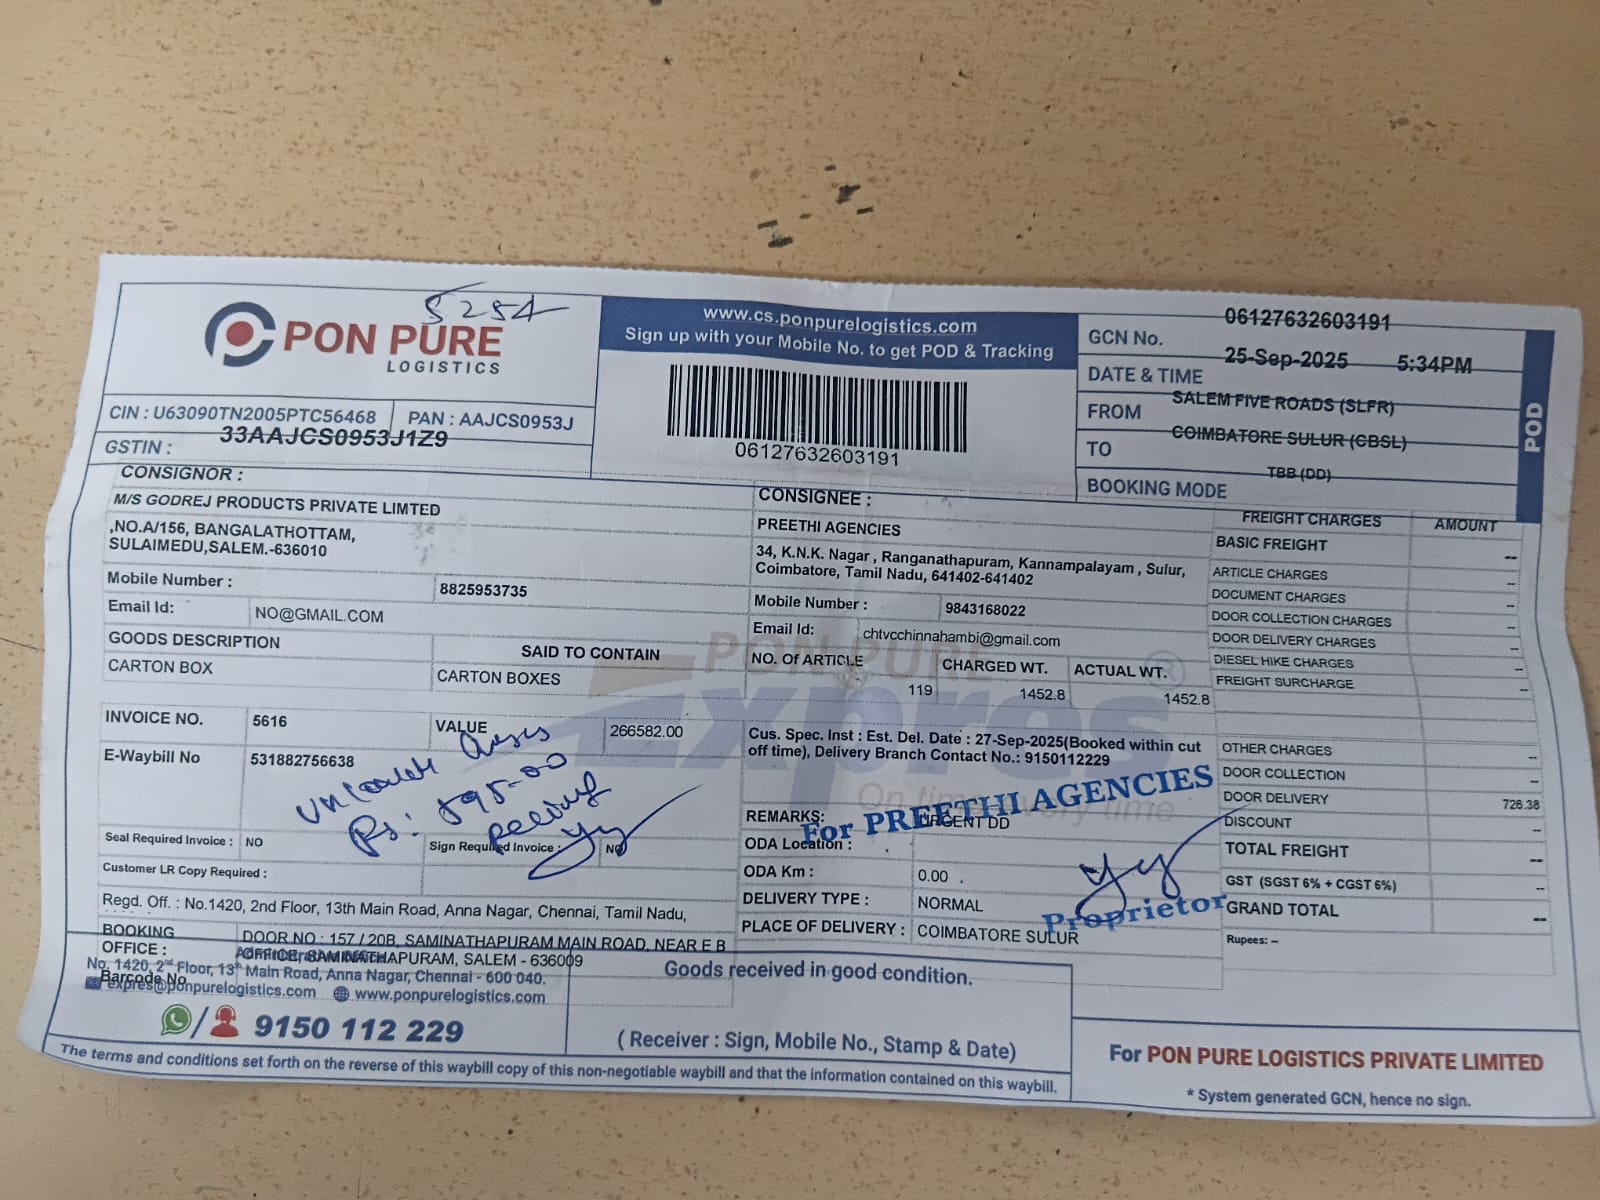 5254
PON PURE
LOGISTICS
CIN : U63090TN2005PTC56468 PAN : AAJCS0953J
GSTIN : 33AAJCS0953J1Z9
www.cs.ponpurelogistics.com
Sign up with your Mobile No. to get POD & Tracking
06127632603191
GCN No. 06127632603191
DATE & TIME 25-Sep-2025 5:34PM
FROM SALEM FIVE ROADS (SLFR)
TO COIMBATORE SULUR (CBSL)
BOOKING MODE TBB (DD)
POD
CONSIGNOR :
M/S GODREJ PRODUCTS PRIVATE LIMTED
,NO.A/156, BANGALATHOTTAM,
SULAIMEDU,SALEM.-636010
Mobile Number : 8825953735
Email Id: NO@GMAIL.COM
GOODS DESCRIPTION SAID TO CONTAIN
CARTON BOX CARTON BOXES
CONSIGNEE :
PREETHI AGENCIES
34, K.N.K. Nagar , Ranganathapuram, Kannampalayam , Sulur,
Coimbatore, Tamil Nadu, 641402-641402
Mobile Number : 9843168022
Email Id: chtvcchinnahambi@gmail.com
NO. Of ARTICLE CHARGED WT. ACTUAL WT.
119 1452.8 1452.8
PON PURE
Expres
On time every time
FREIGHT CHARGES AMOUNT
BASIC FREIGHT --
ARTICLE CHARGES --
DOCUMENT CHARGES --
DOOR COLLECTION CHARGES --
DOOR DELIVERY CHARGES --
DIESEL HIKE CHARGES --
FREIGHT SURCHARGE --
OTHER CHARGES --
DOOR COLLECTION --
DOOR DELIVERY 726.38
DISCOUNT --
TOTAL FREIGHT --
GST (SGST 6% + CGST 6%) --
GRAND TOTAL --
Rupees: --
INVOICE NO. 5616 VALUE 266582.00
E-Waybill No 531882756638
Rs: 595-00
Seal Required Invoice : NO Sign Required Invoice : NO
Customer LR Copy Required :
Cus. Spec. Inst : Est. Del. Date : 27-Sep-2025(Booked within cut
off time), Delivery Branch Contact No.: 9150112229
For PREETHI AGENCIES
REMARKS: URGENT DD
ODA Location :
ODA Km : 0.00
DELIVERY TYPE : NORMAL
PLACE OF DELIVERY : COIMBATORE SULUR
Proprietor
Regd. Off. : No.1420, 2nd Floor, 13th Main Road, Anna Nagar, Chennai, Tamil Nadu,
BOOKING OFFICE : DOOR NO : 157 / 20B, SAMINATHAPURAM MAIN ROAD, NEAR E B
OFFICE, SAMINATHAPURAM, SALEM - 636009
No. 1420, 2nd Floor, 13th Main Road, Anna Nagar, Chennai - 600 040.
Barcode No
expres@ponpurelogistics.com www.ponpurelogistics.com
9150 112 229
Goods received in good condition.
( Receiver : Sign, Mobile No., Stamp & Date)
The terms and conditions set forth on the reverse of this waybill copy of this non-negotiable waybill and that the information contained on this waybill.
For PON PURE LOGISTICS PRIVATE LIMITED
* System generated GCN, hence no sign.